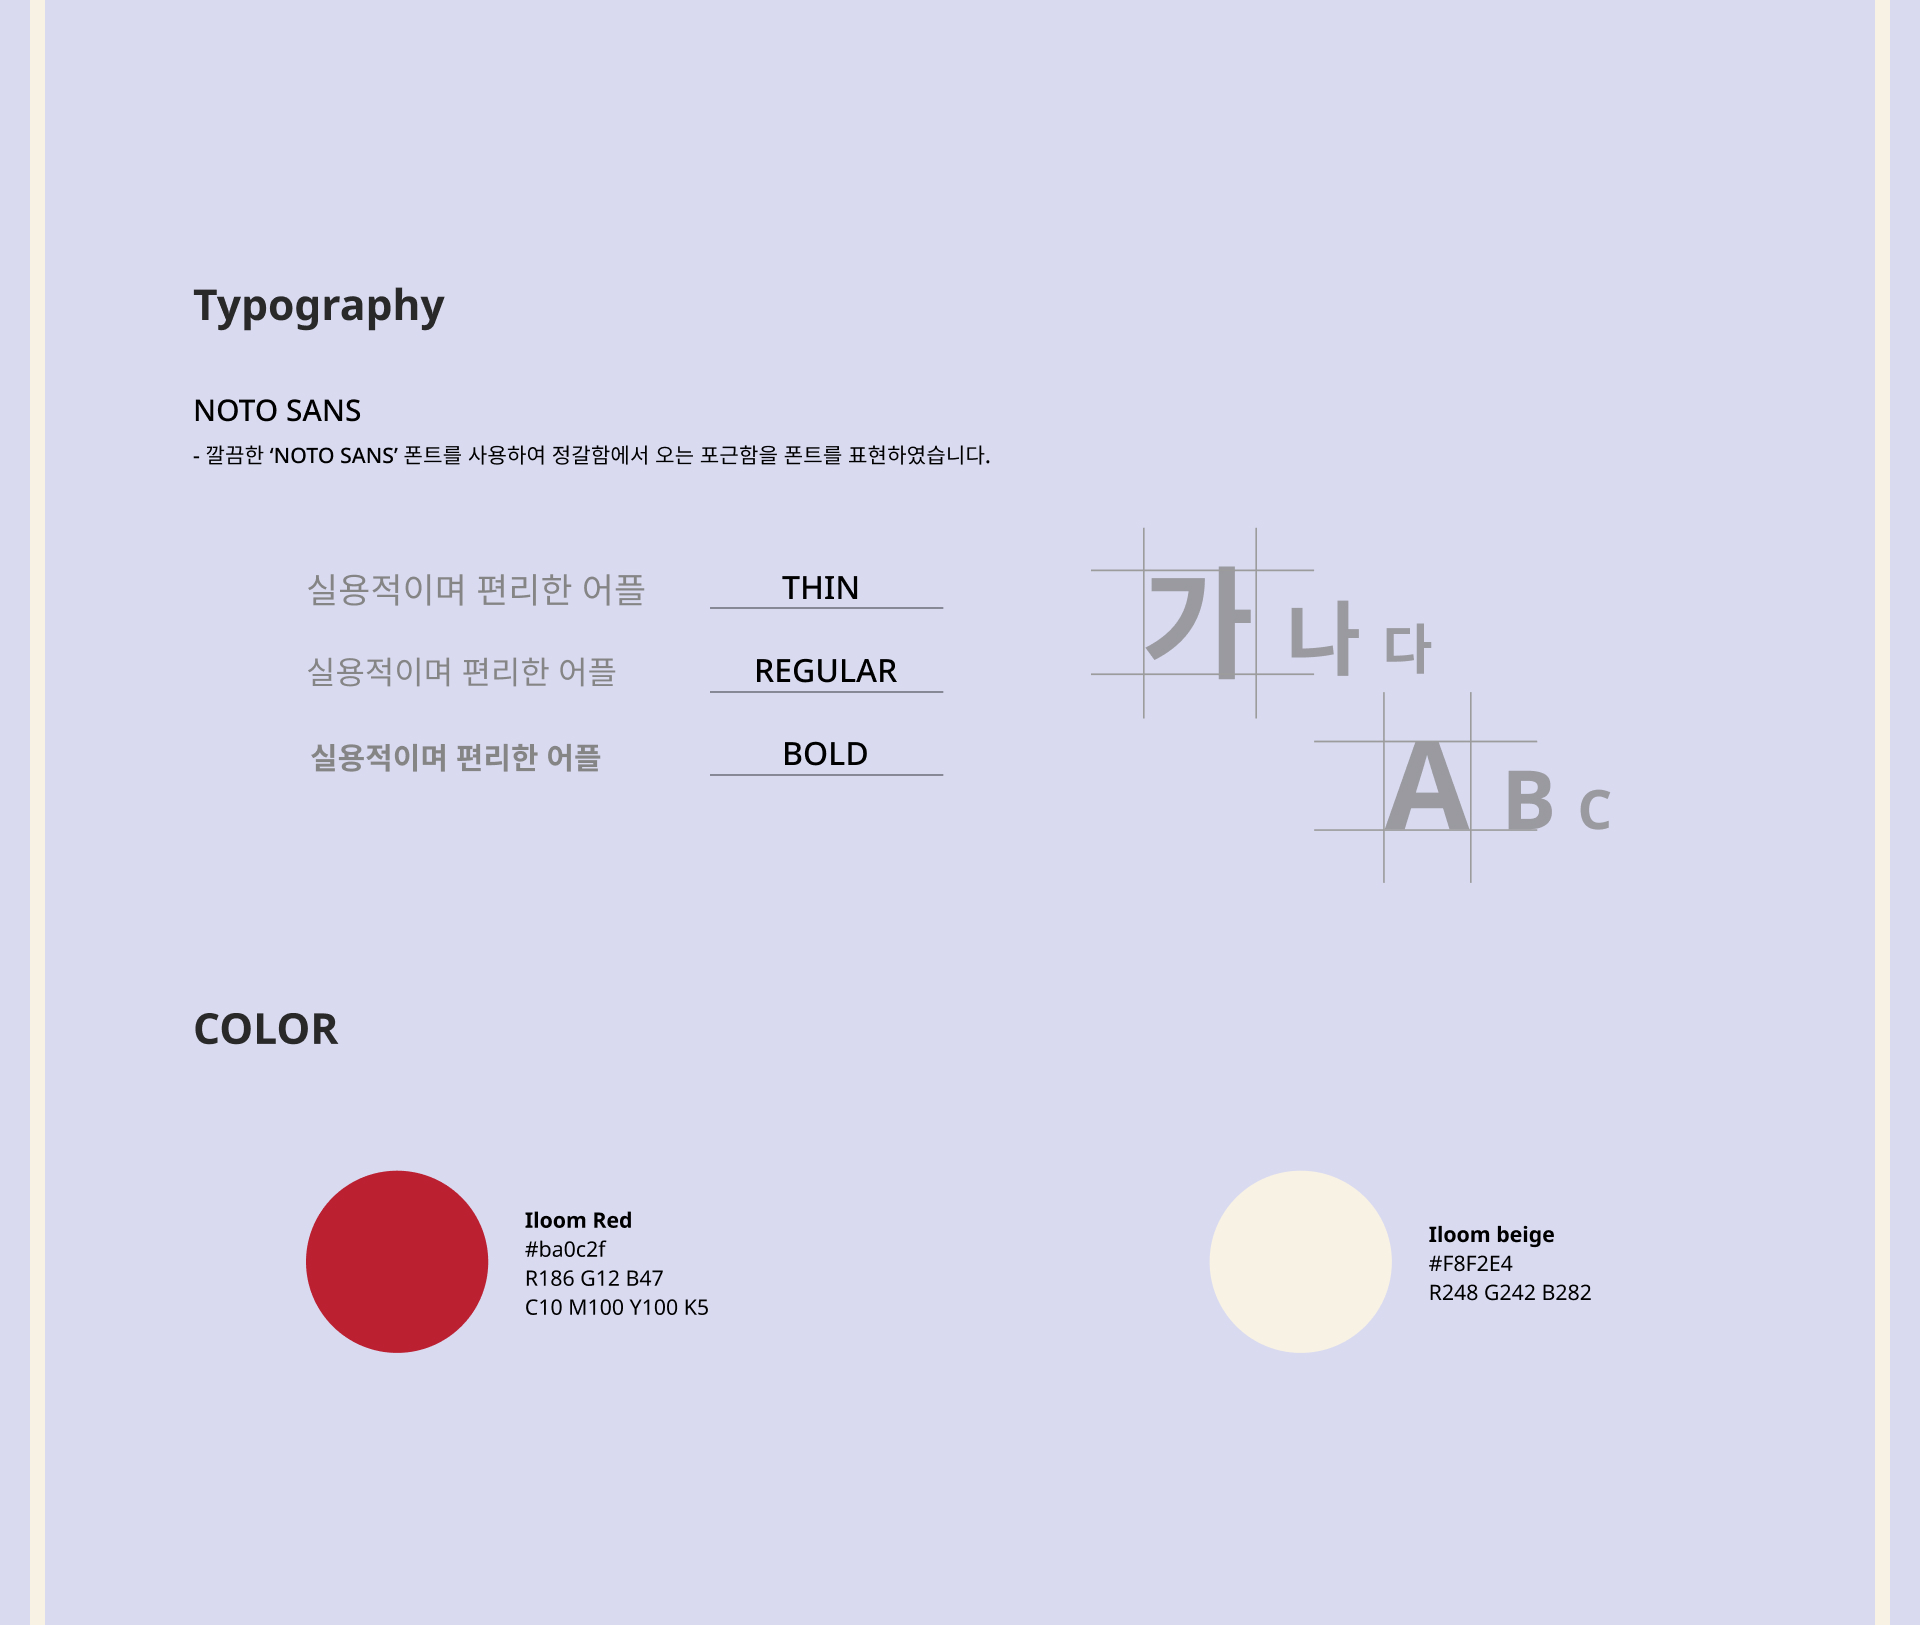 Typography
NOTO SANS
- 깔끔한 ‘NOTO SANS’ 폰트를 사용하여 정갈함에서 오는 포근함을 폰트를 표현하였습니다.
실용적이며 편리한 어플 THIN
실용적이며 편리한 어플 REGULAR
실용적이며 편리한 어플 BOLD
가 나 다
A B C
COLOR
Iloom Red
#ba0c2f
R186 G12 B47
C10 M100 Y100 K5
Iloom beige
#F8F2E4
R248 G242 B282